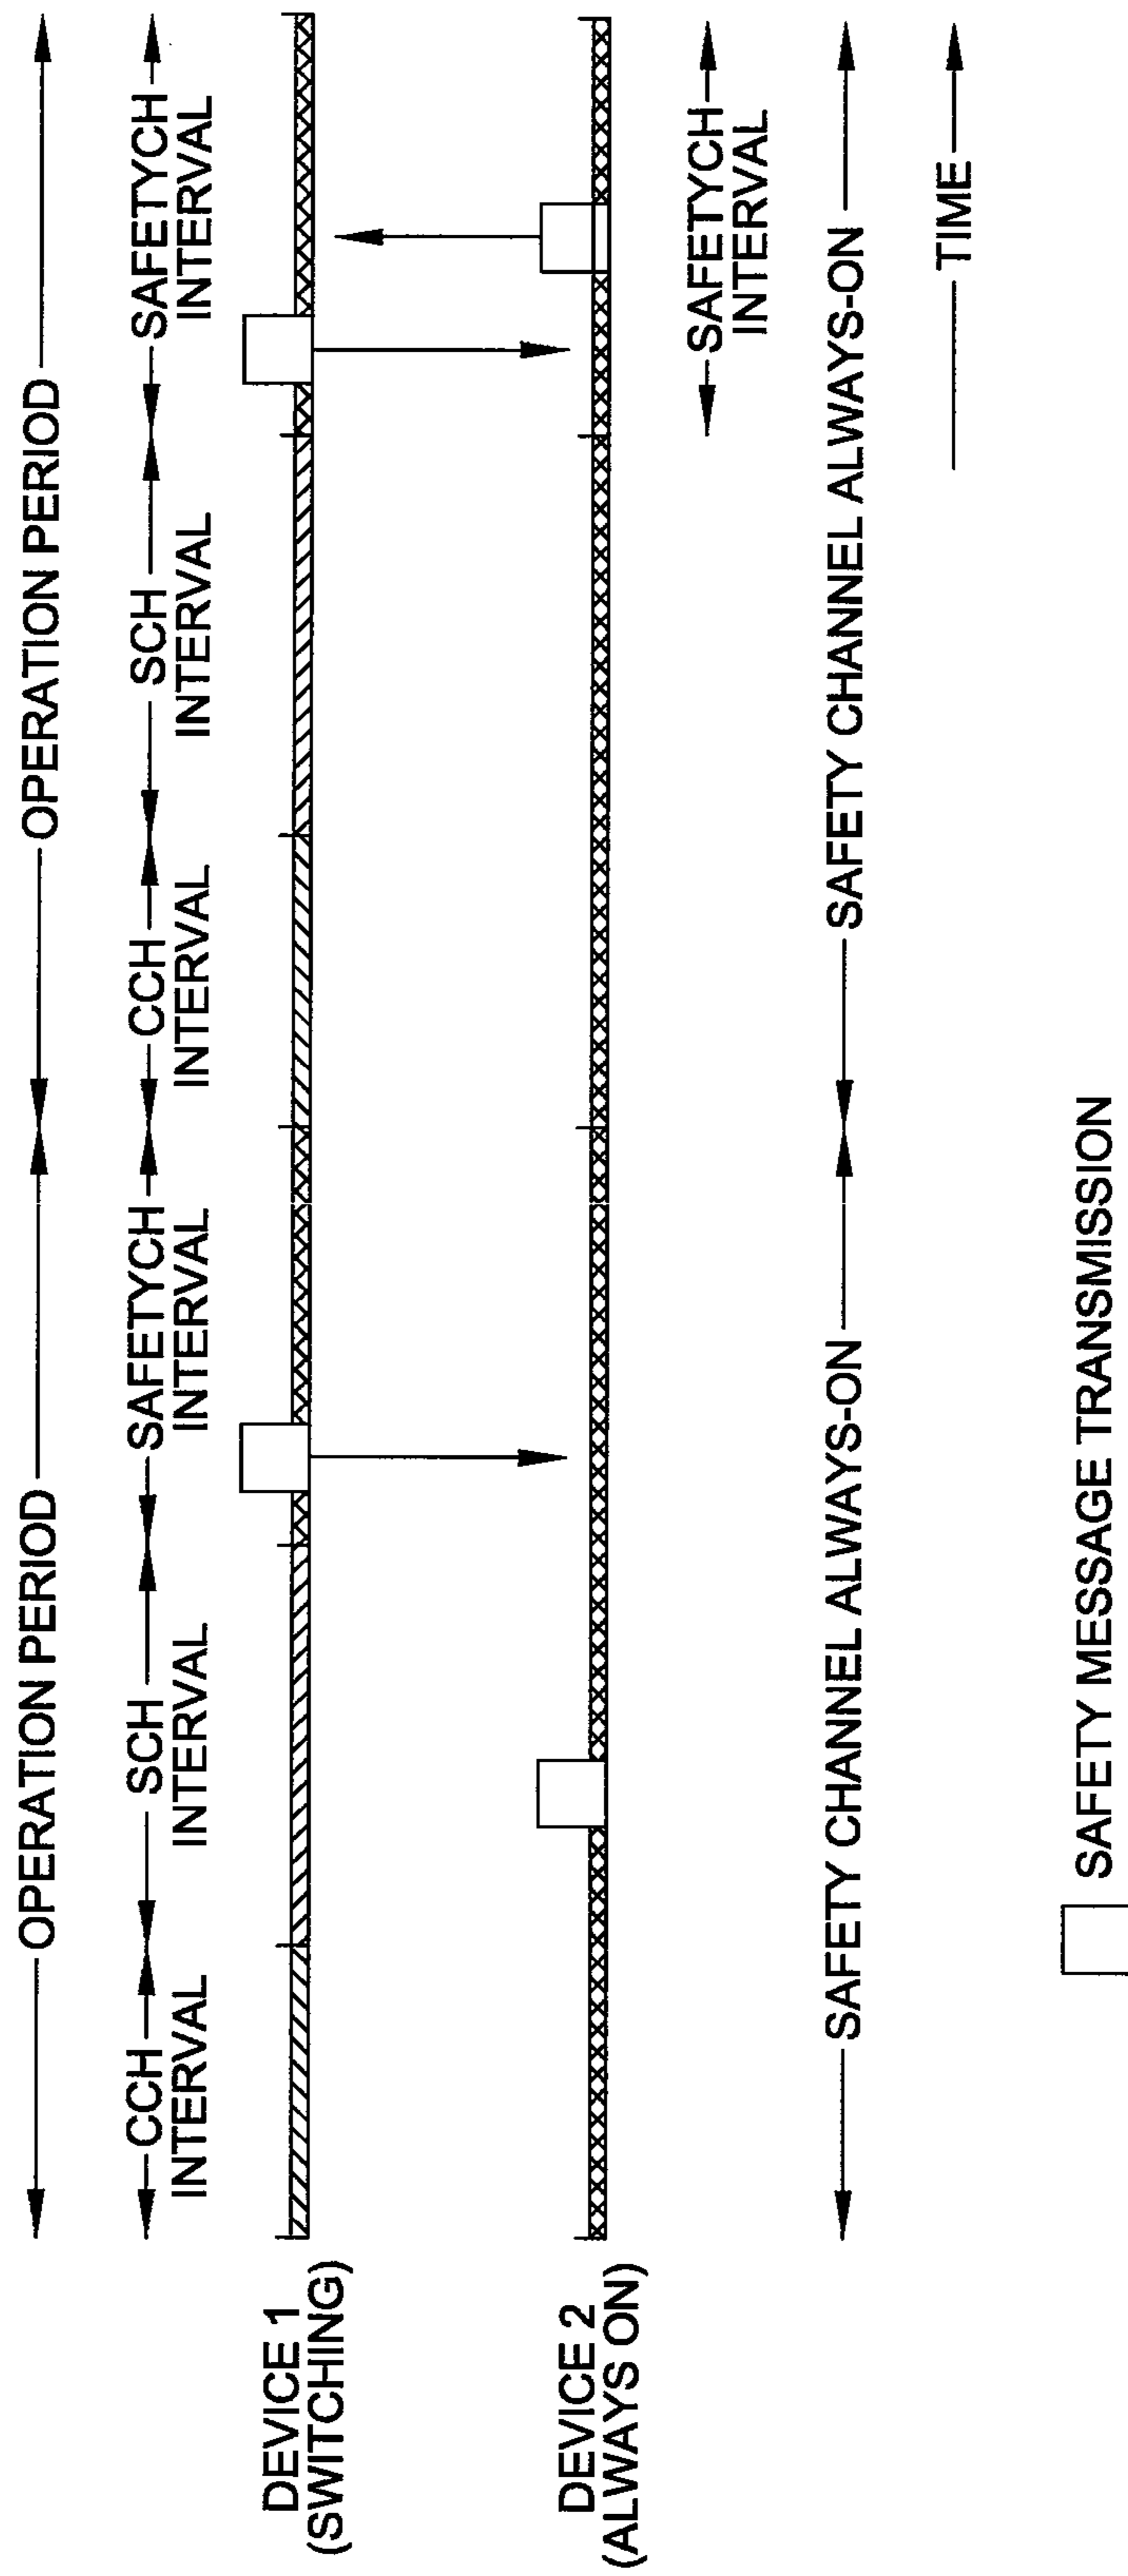 OPERATION PERIOD
OPERATION PERIOD
CCH
INTERVAL
SCH
INTERVAL
SAFETYCH
INTERVAL
CCH
INTERVAL
SCH
INTERVAL
SAFETYCH
INTERVAL
DEVICE 1
(SWITCHING)
DEVICE 2
(ALWAYS ON)
SAFETYCH
INTERVAL
SAFETY CHANNEL ALWAYS-ON
SAFETY CHANNEL ALWAYS-ON
TIME
SAFETY MESSAGE TRANSMISSION